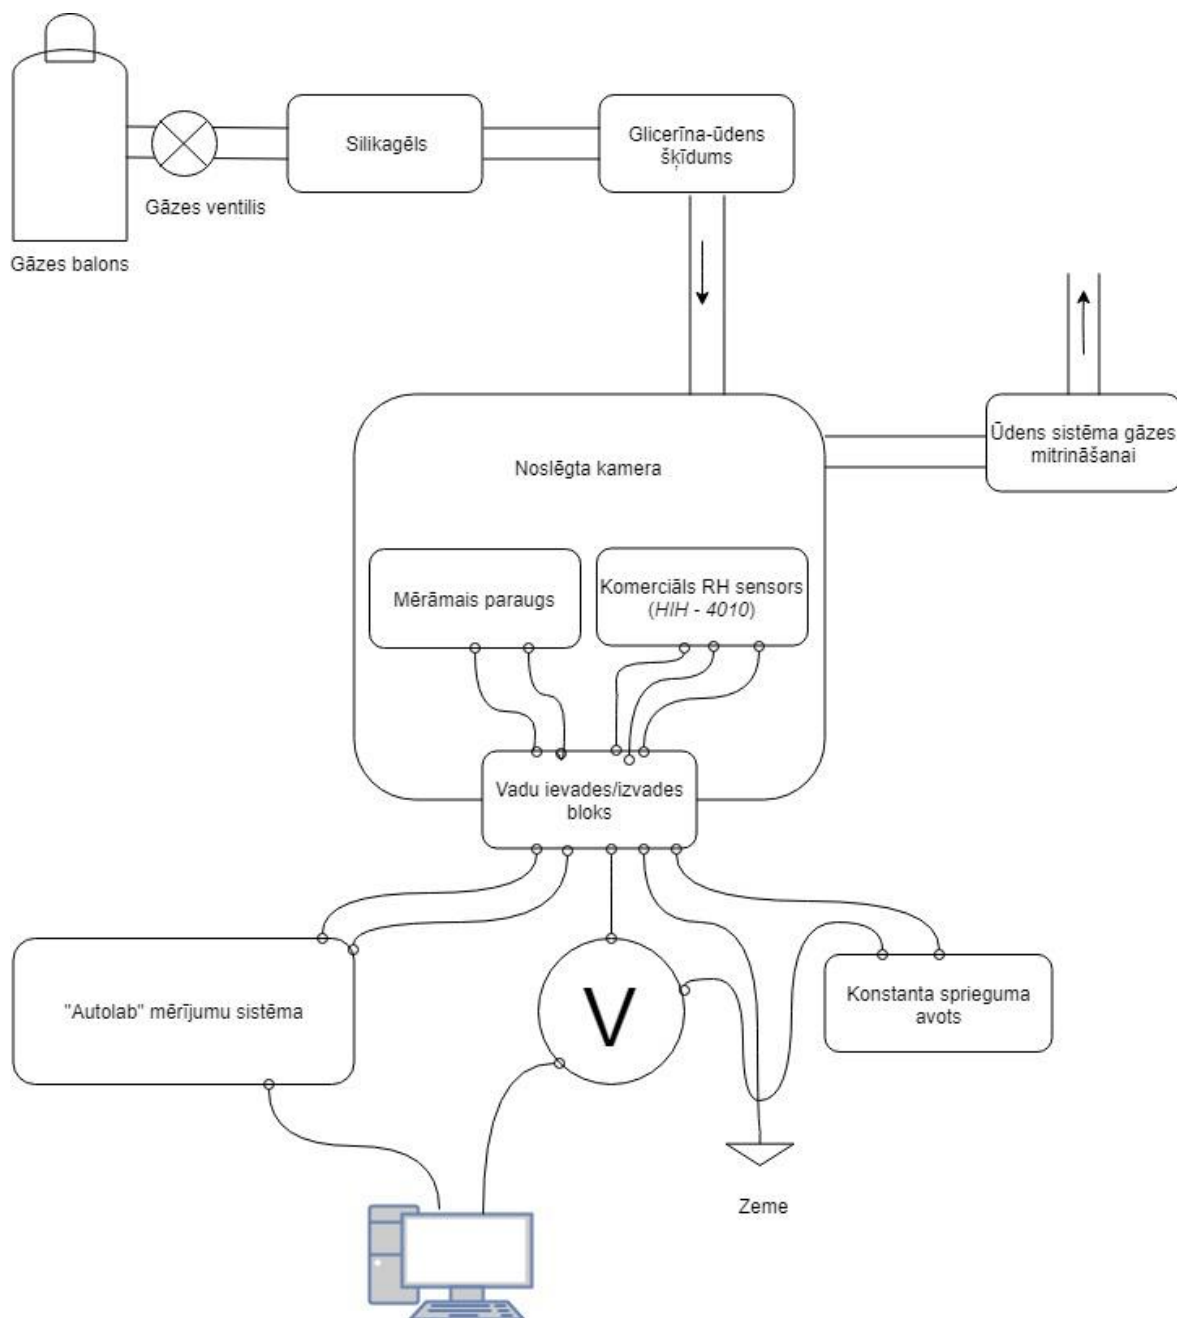 Silikagēls
Glicerīna-ūdens
šķīdums
Gāzes ventilis
Gāzes balons
Ūdens sistēma gāzes
mitrināšanai
Noslēgta kamera
Mērāmais paraugs
Komerciāls RH sensors
(HIH - 4010)
Vadu ievades/izvades
bloks
"Autolab" mērījumu sistēma
V
Konstanta sprieguma
avots
Zeme